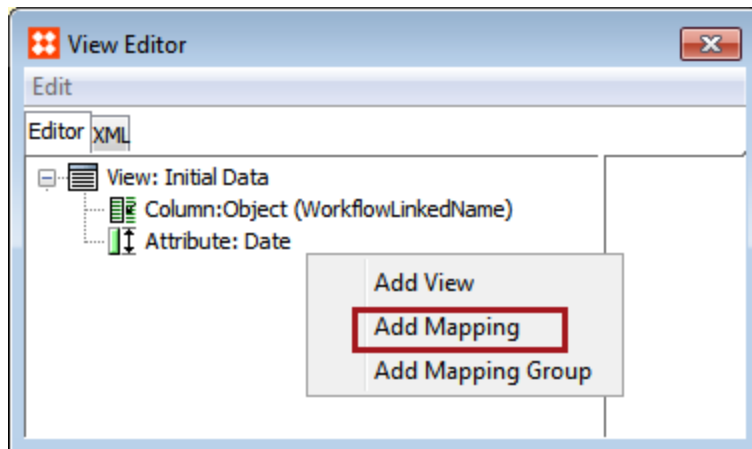 View Editor
Edit
Editor XML
View: Initial Data
Column:Object (WorkflowLinkedName)
Attribute: Date
Add View
Add Mapping
Add Mapping Group